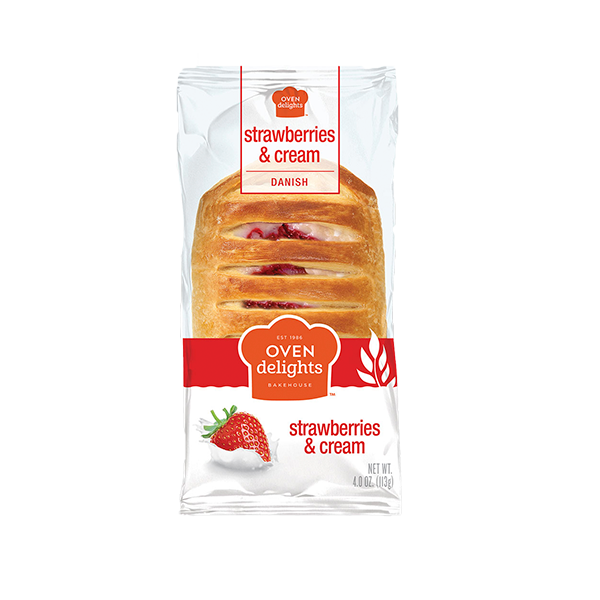 OVEN
delights
strawberries
& cream
DANISH
EST. 1986
OVEN
delights
BAKEHOUSE
TM
strawberries
& cream
NET WT.
4.0 OZ. (113g)